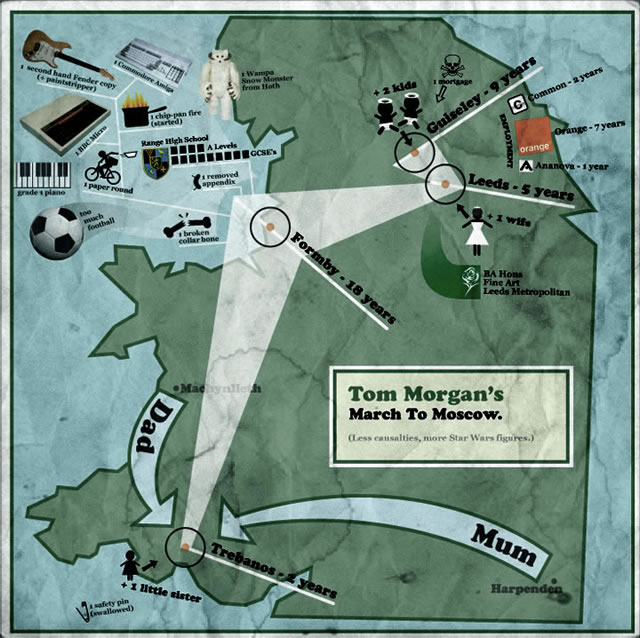 1 second hand Fender copy
(+ paintstripper)
1 Commodore Amiga
1 Wampa
Snow Monster
from Hoth
1 BBC Micro
1 chip-pan fire
(started)
Range High School
A Levels
GCSE's
1 paper round
1 removed
appendix
grade 1 piano
too
much
football
1 broken
collar bone
+ 2 kids
1 mortgage
Guiseley - 9 years
EMPLOYMENT
C
Common - 2 years
orange
Orange - 7 years
A
Ananova - 1 year
Leeds - 5 years
+ 1 wife
BA Hons
Fine Art
Leeds Metropolitan
Formby - 18 years
Machynlleth
Tom Morgan's
March To Moscow.
(Less causalties, more Star Wars figures.)
Dad
Mum
Harpenden
Trebanos - 2 years
+ 1 little sister
1 safety pin
(swallowed)